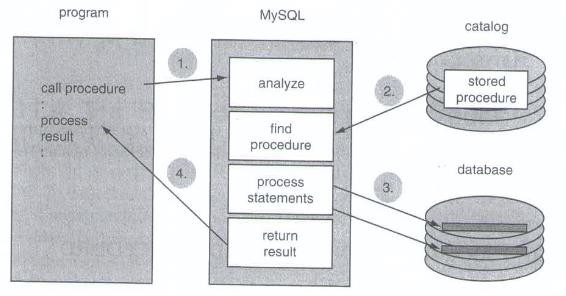 program
MySQL
catalog
call procedure
:
process
result
:
1.
analyze
find
procedure
process
statements
return
result
2.
stored
procedure
3.
4.
database